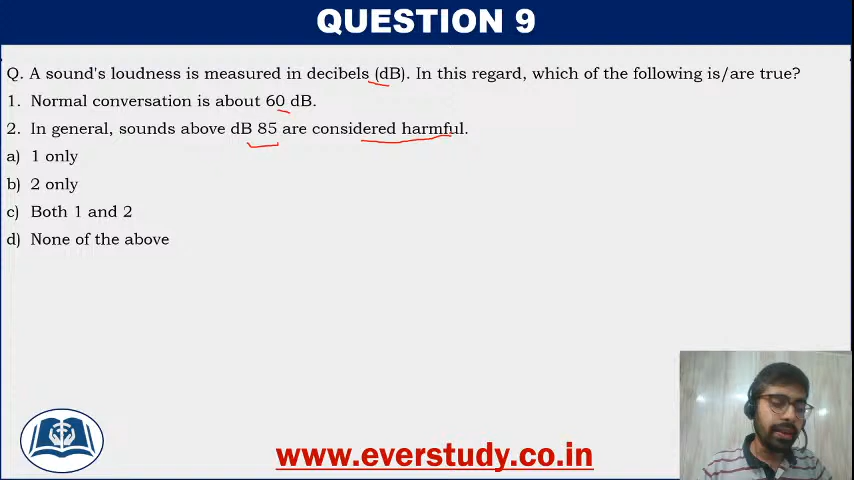 QUESTION 9
Q. A sound's loudness is measured in decibels (dB). In this regard, which of the following is/are true?
1. Normal conversation is about 60 dB.
2. In general, sounds above dB 85 are considered harmful.
a) 1 only
b) 2 only
c) Both 1 and 2
d) None of the above
www.everstudy.co.in